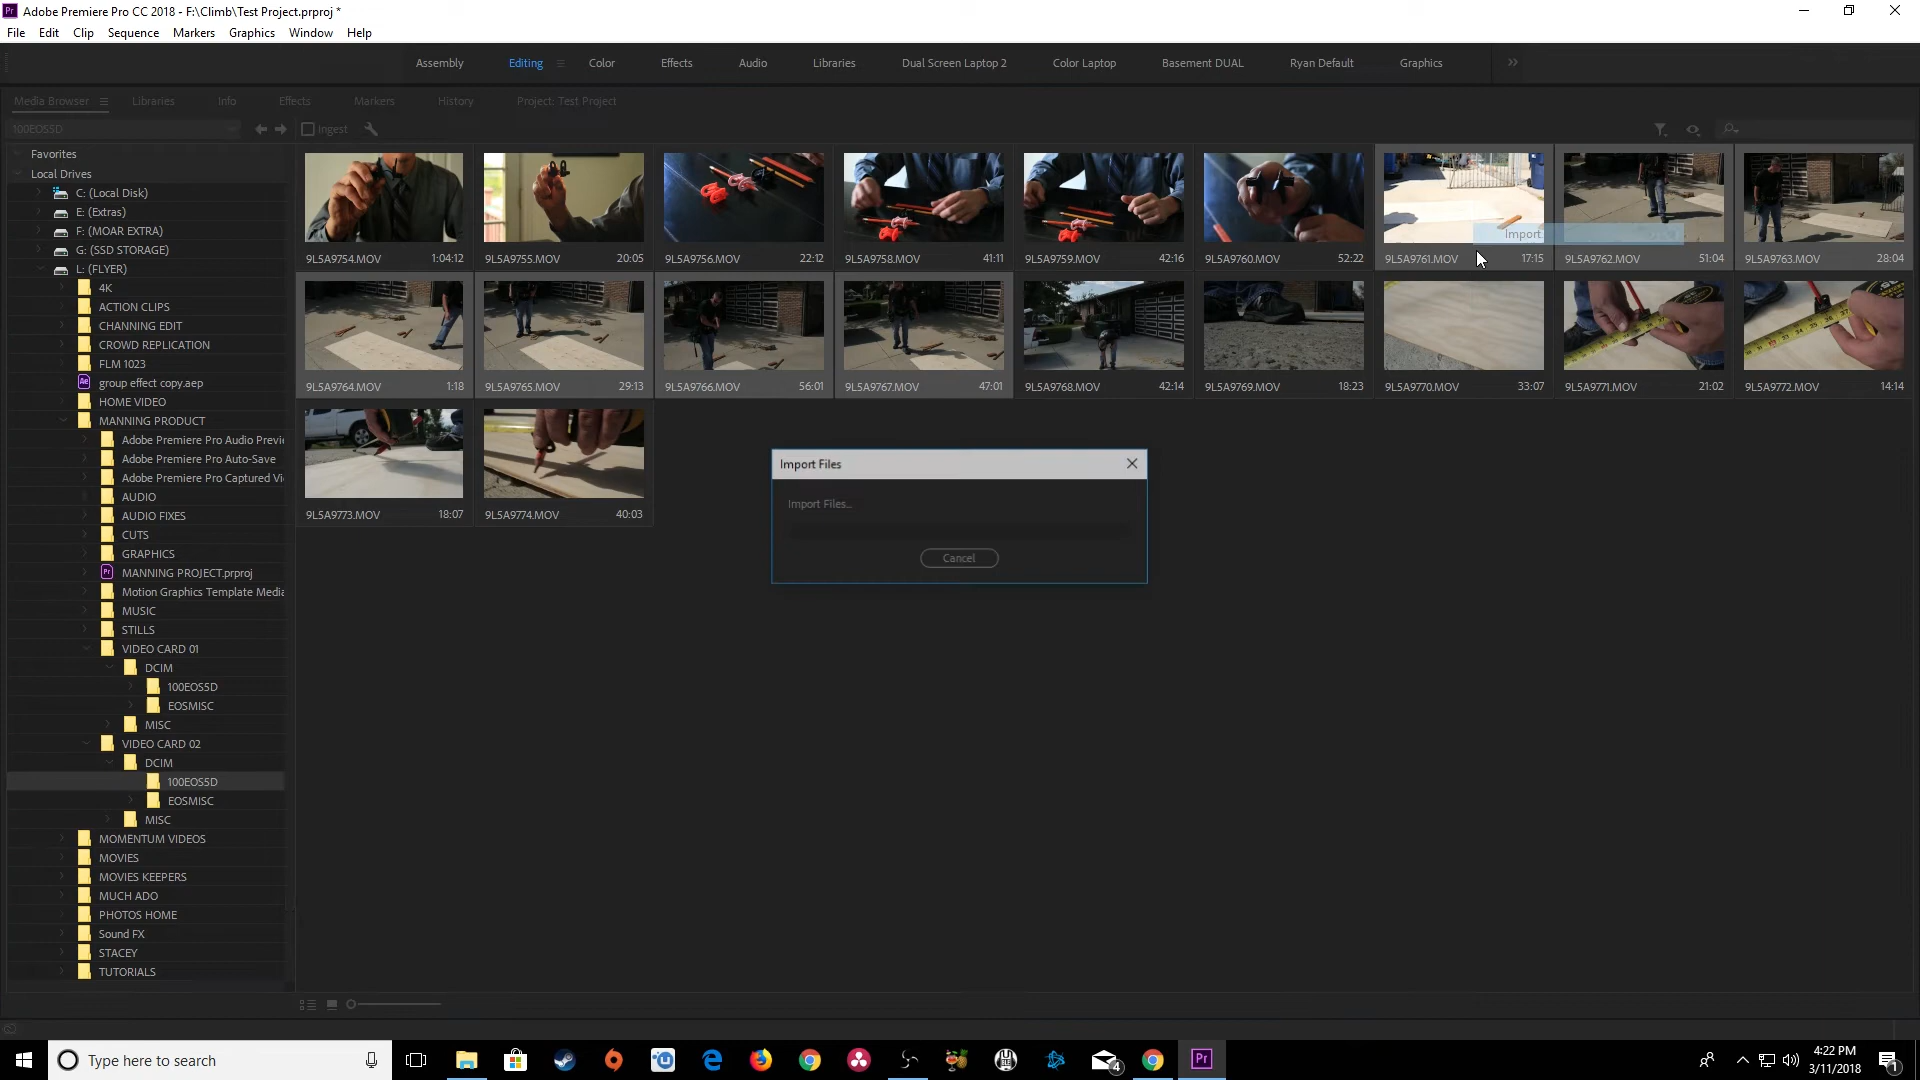 Adobe Premiere Pro CC 2018 - F:\Climb\Test Project.prproj *
File Edit Clip Sequence Markers Graphics Window Help
Assembly Editing Color Effects Audio Libraries Dual Screen Laptop 2 Color Laptop Basement DUAL Ryan Default Graphics
Media Browser Libraries Info Effects Markers History Project: Test Project
100EOS5D Ingest
Favorites
Local Drives
C: (Local Disk)
E: (Extras)
F: (MOAR EXTRA)
G: (SSD STORAGE)
L: (FLYER)
4K
ACTION CLIPS
CHANNING EDIT
CROWD REPLICATION
FLM 1023
group effect copy.aep
HOME VIDEO
MANNING PRODUCT
Adobe Premiere Pro Audio Previe
Adobe Premiere Pro Auto-Save
Adobe Premiere Pro Captured Vi
AUDIO
AUDIO FIXES
CUTS
GRAPHICS
MANNING PROJECT.prproj
Motion Graphics Template Media
MUSIC
STILLS
VIDEO CARD 01
DCIM
100EOS5D
EOSMISC
MISC
VIDEO CARD 02
DCIM
100EOS5D
EOSMISC
MISC
MOMENTUM VIDEOS
MOVIES
MOVIES KEEPERS
MUCH ADO
PHOTOS HOME
Sound FX
STACEY
TUTORIALS
Import
9L5A9754.MOV 1:04:12 9L5A9755.MOV 20:05 9L5A9756.MOV 22:12 9L5A9758.MOV 41:11 9L5A9759.MOV 42:16 9L5A9760.MOV 52:22 9L5A9761.MOV 17:15 9L5A9762.MOV 51:04 9L5A9763.MOV 28:04
9L5A9764.MOV 1:18 9L5A9765.MOV 29:13 9L5A9766.MOV 56:01 9L5A9767.MOV 47:01 9L5A9768.MOV 42:14 9L5A9769.MOV 18:23 9L5A9770.MOV 33:07 9L5A9771.MOV 21:02 9L5A9772.MOV 14:14
9L5A9773.MOV 18:07 9L5A9774.MOV 40:03
Import Files
Import Files...
Cancel
Type here to search
4:22 PM
3/11/2018